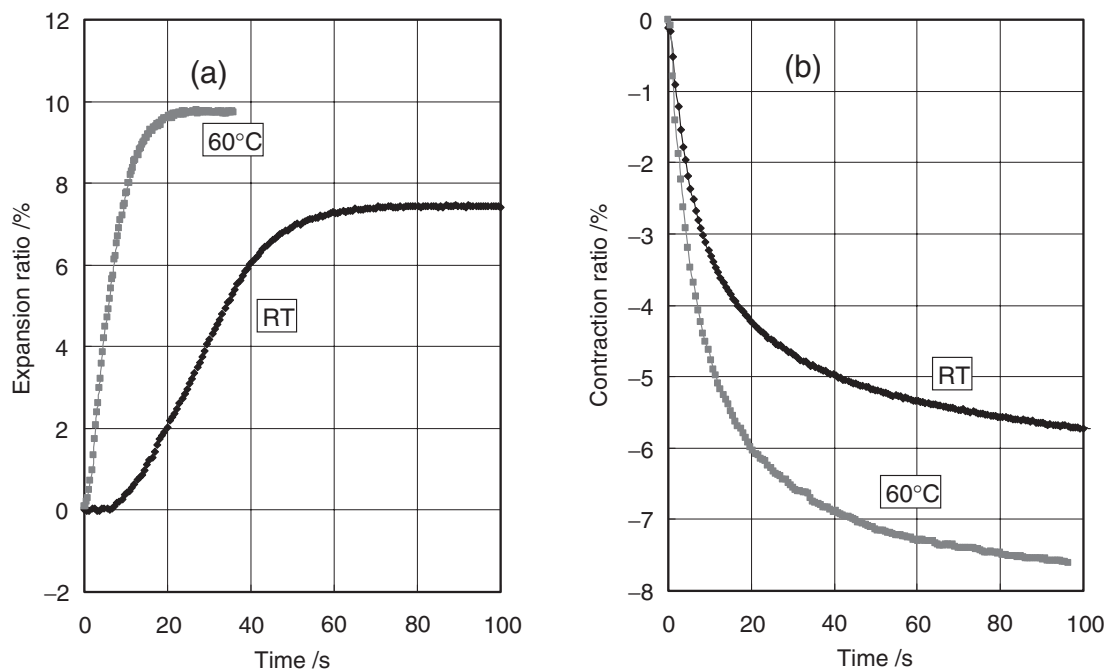 12
10
8
6
4
2
0
−2
Expansion ratio /%
(a)
60°C
RT
0 20 40 60 80 100
Time /s
−0
−1
−2
−3
−4
−5
−6
−7
−8
Contraction ratio /%
(b)
RT
60°C
0 20 40 60 80 100
Time /s